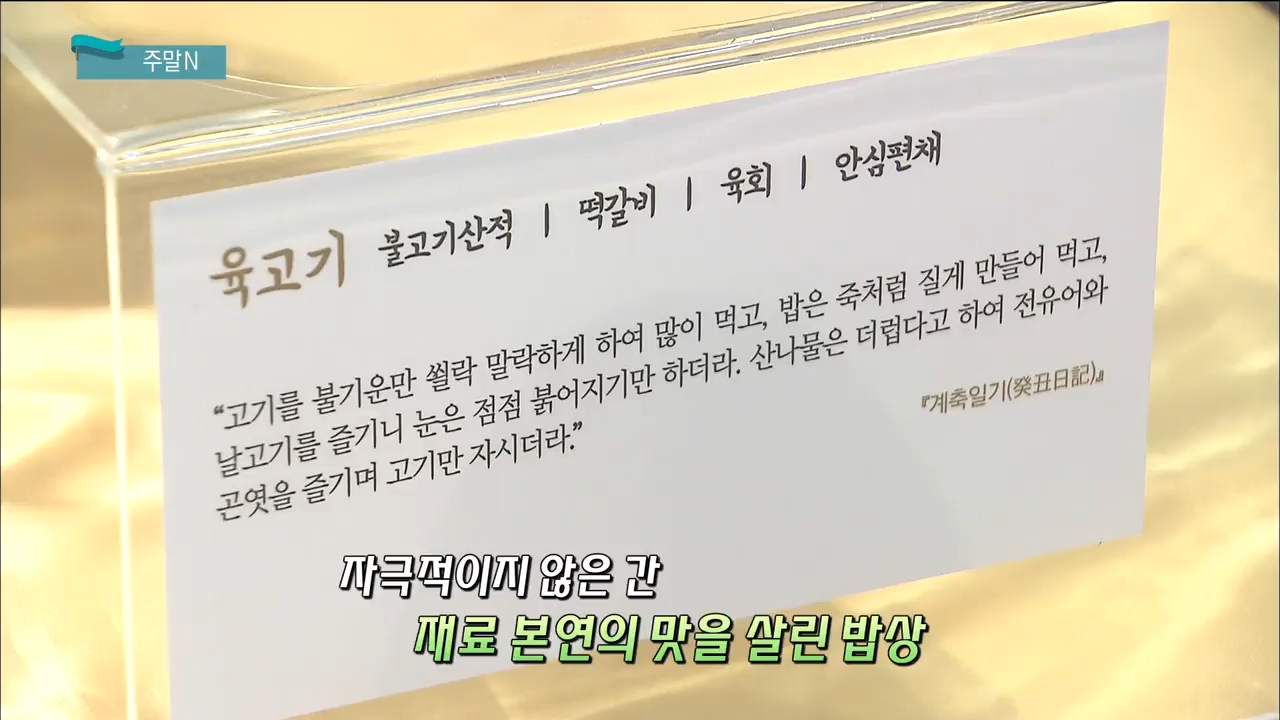 주말N
육고기 불고기산적 | 떡갈비 | 육회 | 안심편채
“고기를 불기운만 쐴락 말락하게 하여 많이 먹고, 밥은 죽처럼 질게 만들어 먹고,
날고기를 즐기니 눈은 점점 붉어지기만 하더라. 산나물은 더럽다고 하여 전유어와
곤엿을 즐기며 고기만 자시더라.”
『계축일기(癸丑日記)』
자극적이지 않은 간
재료 본연의 맛을 살린 밥상